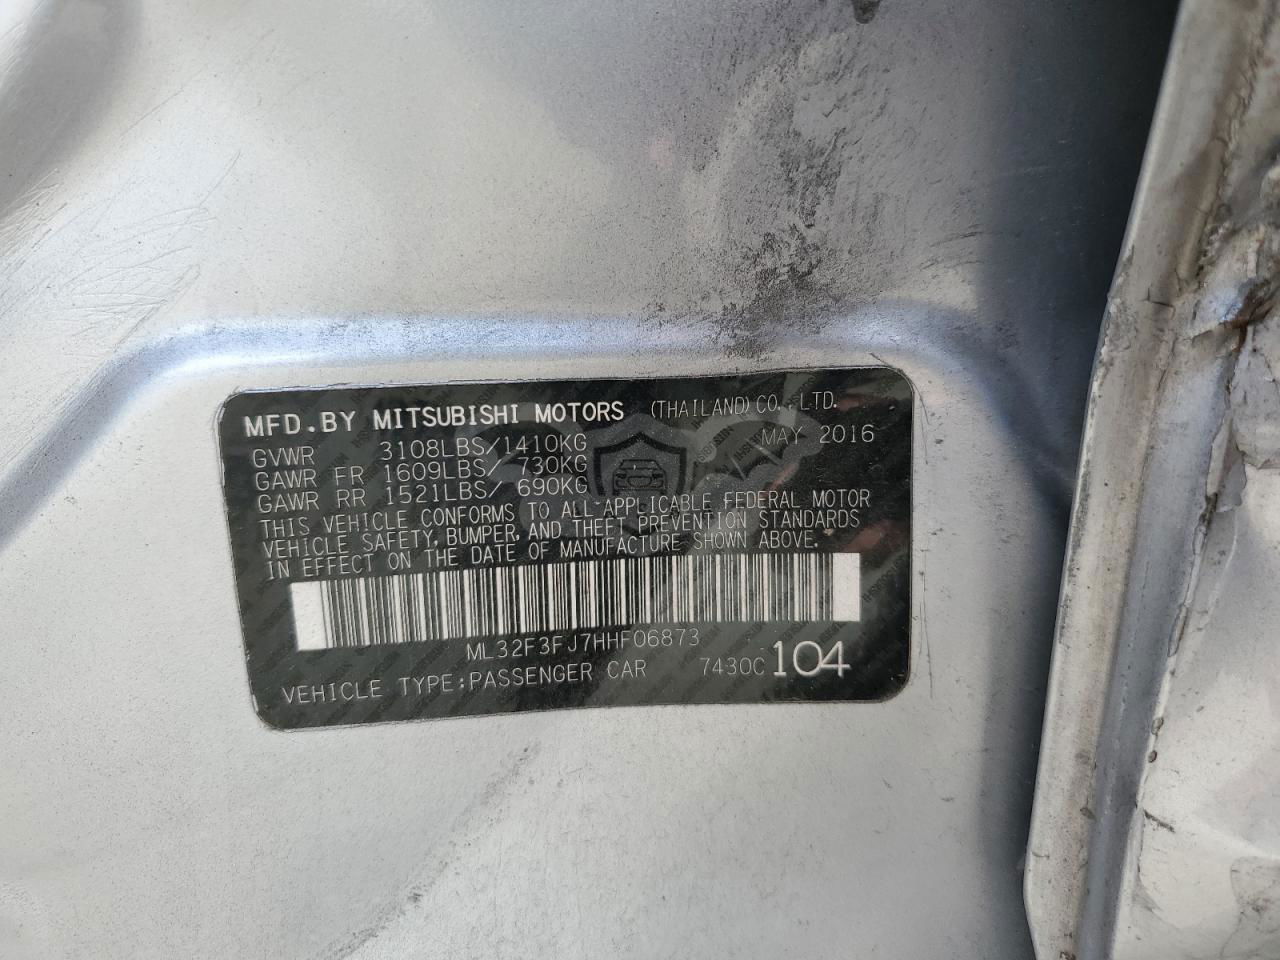 MFD.BY MITSUBISHI MOTORS (THAILAND) CO.,LTD.
GVWR 3108LBS/1410KG MAY 2016
GAWR FR 1609LBS/ 730KG
GAWR RR 1521LBS/ 690KG
THIS VEHICLE CONFORMS TO ALL APPLICABLE FEDERAL MOTOR
VEHICLE SAFETY, BUMPER, AND THEFT PREVENTION STANDARDS
IN EFFECT ON THE DATE OF MANUFACTURE SHOWN ABOVE.
ML32F3FJ7HHF06873
VEHICLE TYPE:PASSENGER CAR 7430C 104